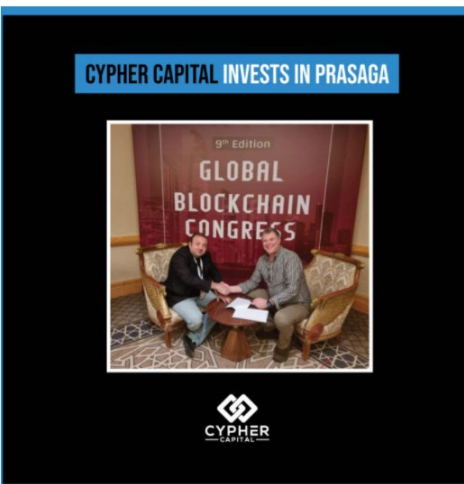 CYPHER CAPITAL INVESTS IN PRASAGA
9th Edition
GLOBAL
BLOCKCHAIN
CONGRESS
CYPHER
CAPITAL